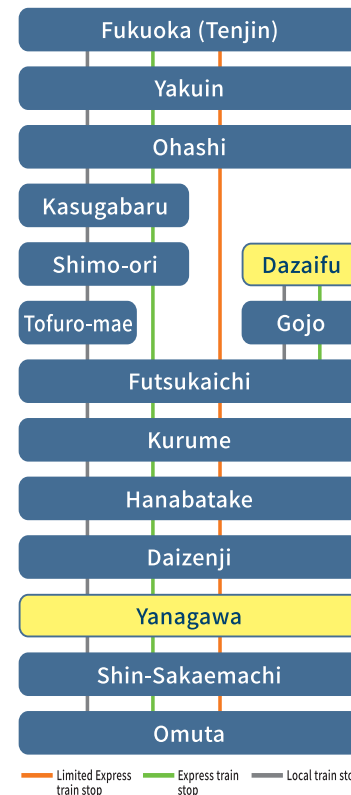 Fukuoka (Tenjin)
Yakuin
Ohashi
Kasugabaru
Shimo-ori
Dazaifu
Tofuro-mae
Gojo
Futsukaichi
Kurume
Hanabatake
Daizenji
Yanagawa
Shin-Sakaemachi
Omuta
Limited Express
train stop
Express train
stop
Local train